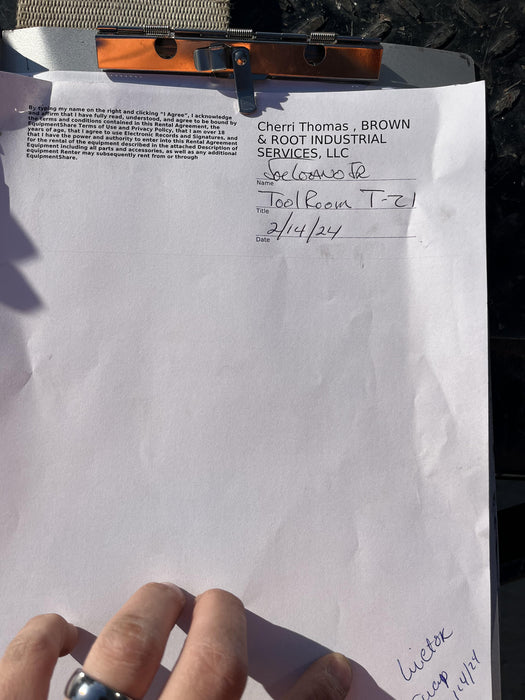 By typing my name on the right and clicking "I Agree", I acknowledge
and affirm that I have fully read, understood, and agree to be bound by
the terms and conditions contained in this Rental Agreement, the
EquipmentShare Terms of Use and Privacy Policy, that I am over 18
years of age, that I agree to use Electronic Records and Signatures, and
that I have the power and authority to enter into this Rental Agreement
for the rental of the equipment described in the attached Description of
Equipment including all parts and accessories, as well as any additional
equipment Renter may subsequently rent from or through
EquipmentShare.
Cherri Thomas , BROWN
& ROOT INDUSTRIAL
SERVICES, LLC
Joe Lozano Jr
Name
Tool Room T-21
Title
2/14/24
Date